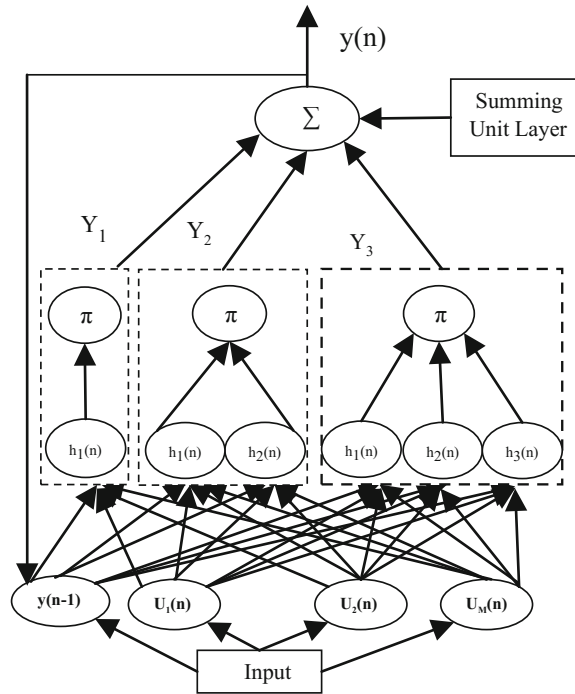 y(n)
Σ
Summing
Unit Layer
Y1
Y2
Y3
π
π
π
h1(n)
h1(n)
h2(n)
h1(n)
h2(n)
h3(n)
y(n-1)
U1(n)
U2(n)
UM(n)
Input